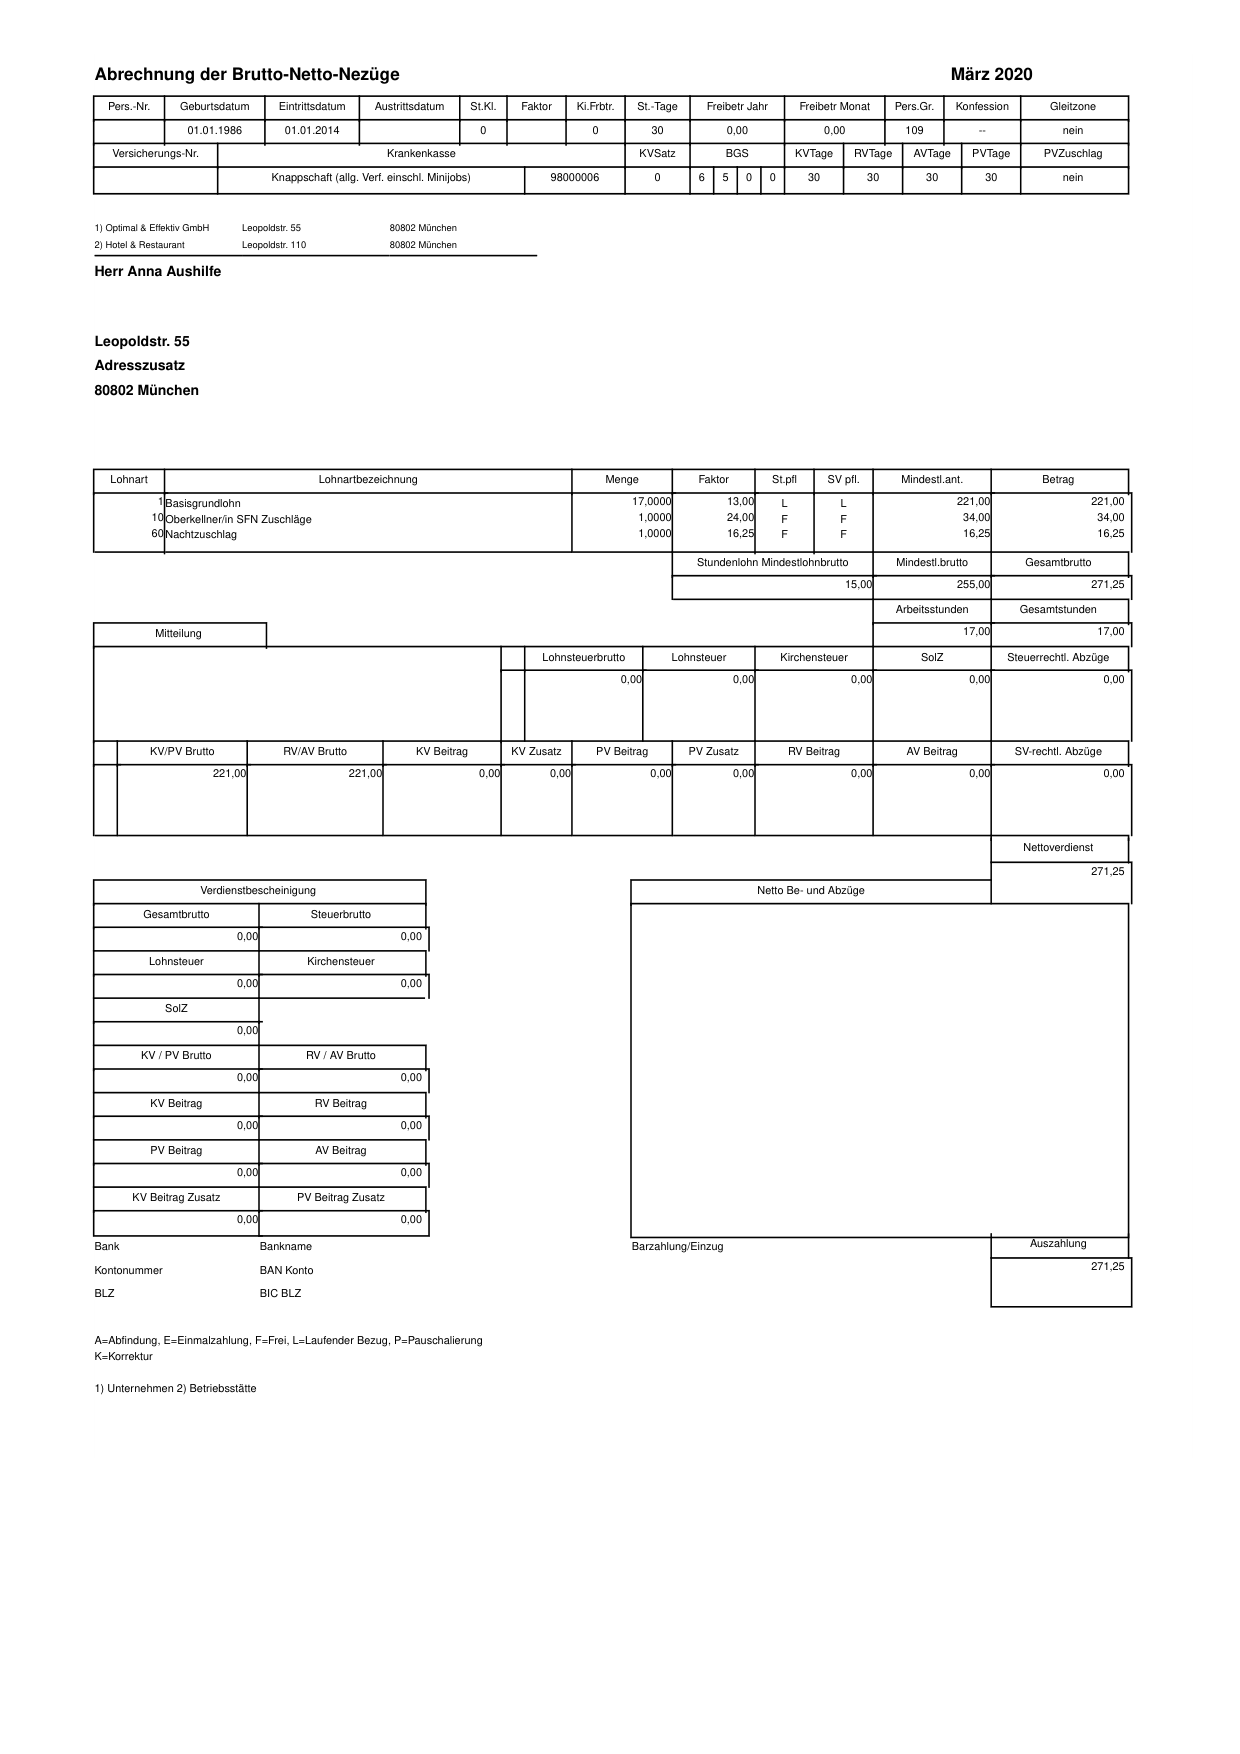 Abrechnung der Brutto-Netto-Nezüge März 2020
Pers.-Nr. Geburtsdatum Eintrittsdatum Austrittsdatum St.Kl. Faktor Ki.Frbtr. St.-Tage Freibetr Jahr Freibetr Monat Pers.Gr. Konfession Gleitzone
01.01.1986 01.01.2014 0 0 30 0,00 0,00 109 -- nein
Versicherungs-Nr. Krankenkasse KVSatz BGS KVTage RVTage AVTage PVTage PVZuschlag
Knappschaft (allg. Verf. einschl. Minijobs) 98000006 0 6 5 0 0 30 30 30 30 nein
1) Optimal & Effektiv GmbH Leopoldstr. 55 80802 München
2) Hotel & Restaurant Leopoldstr. 110 80802 München
Herr Anna Aushilfe
Leopoldstr. 55
Adresszusatz
80802 München
Lohnart Lohnartbezeichnung Menge Faktor St.pfl SV pfl. Mindestl.ant. Betrag
1 Basisgrundlohn 17,0000 13,00 L L 221,00 221,00
10 Oberkellner/in SFN Zuschläge 1,0000 24,00 F F 34,00 34,00
60 Nachtzuschlag 1,0000 16,25 F F 16,25 16,25
Stundenlohn Mindestlohnbrutto Mindestl.brutto Gesamtbrutto
15,00 255,00 271,25
Arbeitsstunden Gesamtstunden
Mitteilung 17,00 17,00
Lohnsteuerbrutto Lohnsteuer Kirchensteuer SolZ Steuerrechtl. Abzüge
0,00 0,00 0,00 0,00 0,00
KV/PV Brutto RV/AV Brutto KV Beitrag KV Zusatz PV Beitrag PV Zusatz RV Beitrag AV Beitrag SV-rechtl. Abzüge
221,00 221,00 0,00 0,00 0,00 0,00 0,00 0,00 0,00
Nettoverdienst
271,25
Verdienstbescheinigung Netto Be- und Abzüge
Gesamtbrutto Steuerbrutto
0,00 0,00
Lohnsteuer Kirchensteuer
0,00 0,00
SolZ
0,00
KV / PV Brutto RV / AV Brutto
0,00 0,00
KV Beitrag RV Beitrag
0,00 0,00
PV Beitrag AV Beitrag
0,00 0,00
KV Beitrag Zusatz PV Beitrag Zusatz
0,00 0,00
Bank Bankname Barzahlung/Einzug Auszahlung
Kontonummer BAN Konto 271,25
BLZ BIC BLZ
A=Abfindung, E=Einmalzahlung, F=Frei, L=Laufender Bezug, P=Pauschalierung
K=Korrektur
1) Unternehmen 2) Betriebsstätte